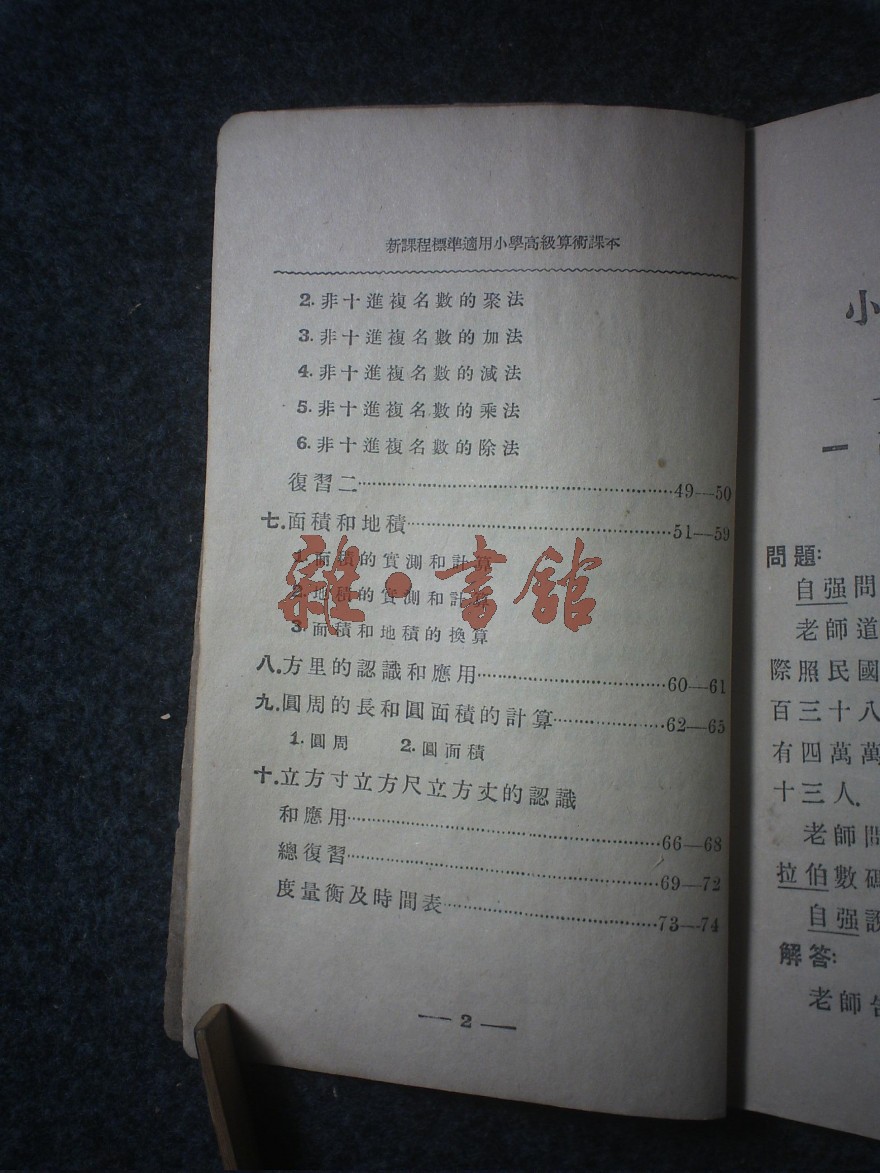 新課程標準適用小學高級算術課本
2.非十進複名數的聚法
3.非十進複名數的加法
4.非十進複名數的減法
5.非十進複名數的乘法
6.非十進複名數的除法
復習二……49—50
七.面積和地積……51—59
1.面積的實測和計算
2.地積的實測和計算
3.面積和地積的換算
八.方里的認識和應用……60—61
九.圓周的長和圓面積的計算……62—65
1.圓周 2.圓面積
十.立方寸立方尺立方丈的認識
和應用……66—68
總復習……69—72
度量衡及時間表……73—74
—2—
雜·書館
小
一
問題:
自强問
老師道
際照民國
百三十八
有四萬萬
十三人.
老師問
拉伯數碼
自强說
解答:
老師告